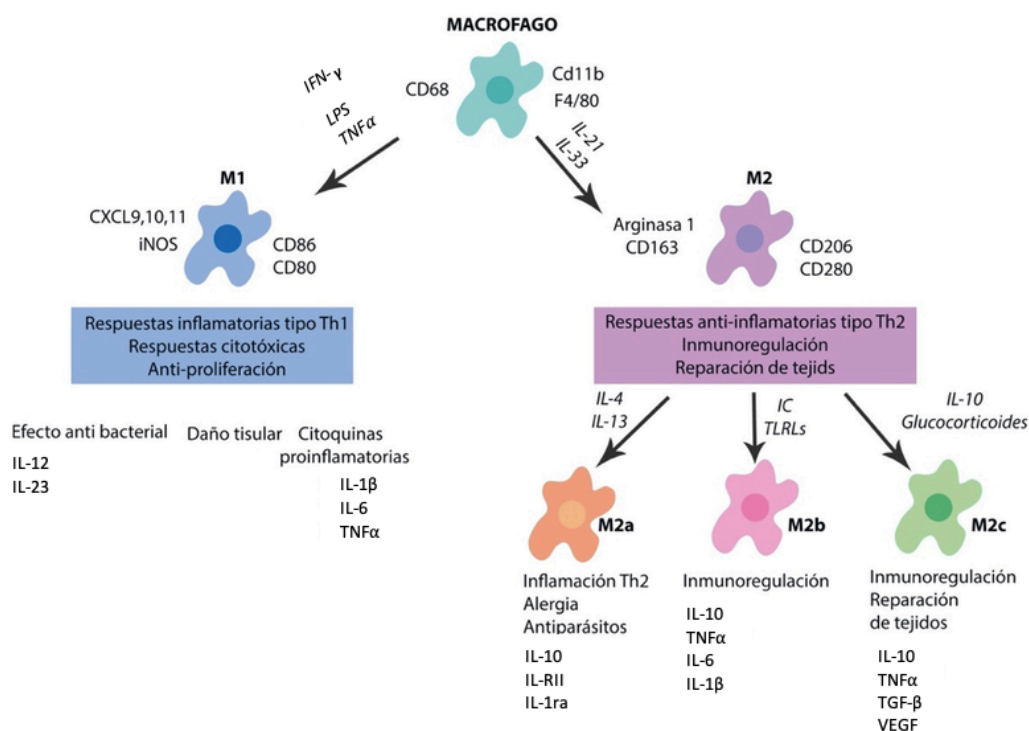 MACROFAGO
CD68
Cd11b
F4/80
IFN-γ
LPS
TNFα
IL-21
IL-33
M1
CXCL9,10,11
iNOS
CD86
CD80
M2
Arginasa 1
CD163
CD206
CD280
Respuestas inflamatorias tipo Th1
Respuestas citotóxicas
Anti-proliferación
Respuestas anti-inflamatorias tipo Th2
Inmunoregulación
Reparación de tejids
Efecto anti bacterial
IL-12
IL-23
Daño tisular
Citoquinas
proinflamatorias
IL-1β
IL-6
TNFα
IL-4
IL-13
IC
TLRLs
IL-10
Glucocorticoides
M2a
Inflamación Th2
Alergia
Antiparásitos
IL-10
IL-RII
IL-1ra
M2b
Inmunoregulación
IL-10
TNFα
IL-6
IL-1β
M2c
Inmunoregulación
Reparación
de tejidos
IL-10
TNFα
TGF-β
VEGF